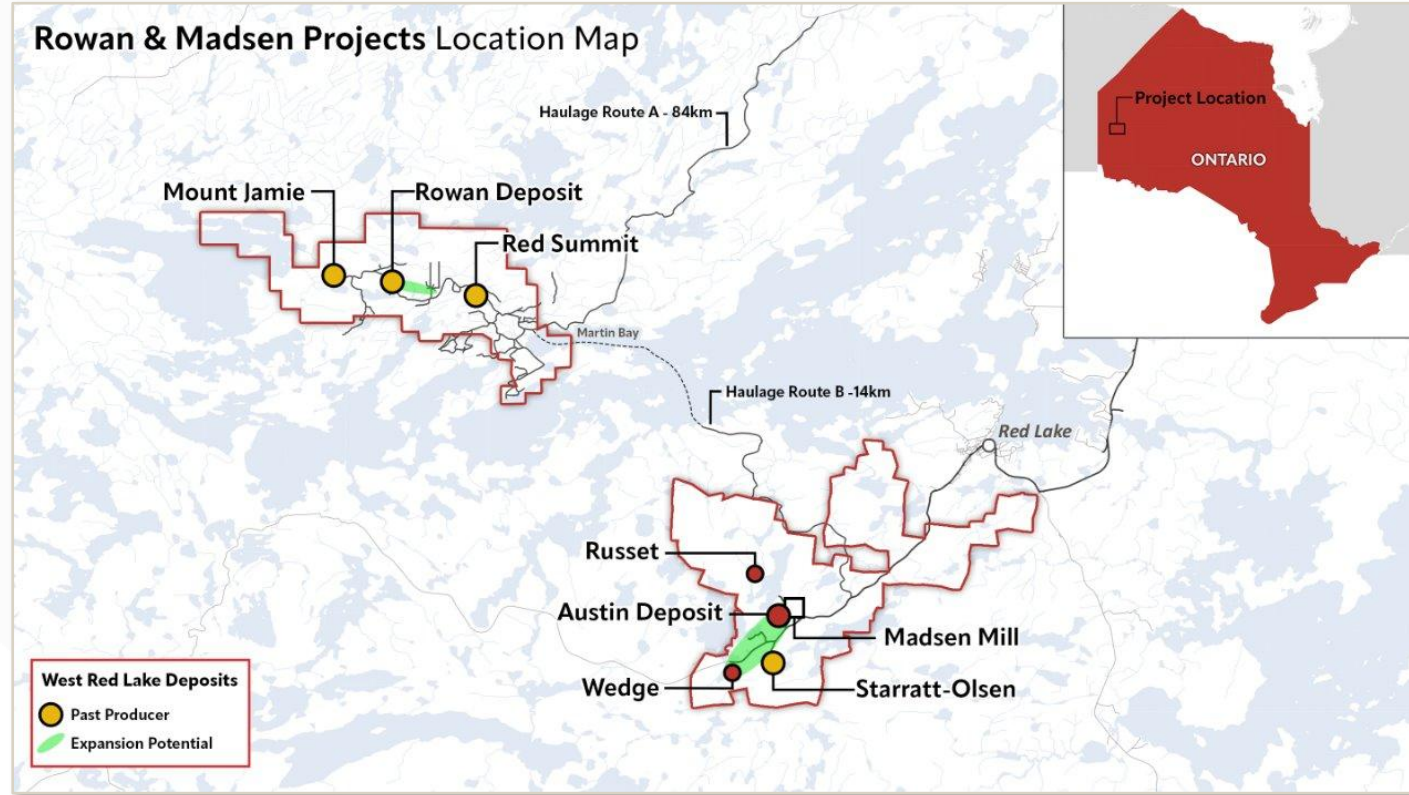 Rowan & Madsen Projects Location Map
Haulage Route A - 84km
Project Location
ONTARIO
Mount Jamie
Rowan Deposit
Red Summit
Martin Bay
Haulage Route B -14km
Red Lake
Russet
Austin Deposit
Madsen Mill
Wedge
Starratt-Olsen
West Red Lake Deposits
Past Producer
Expansion Potential